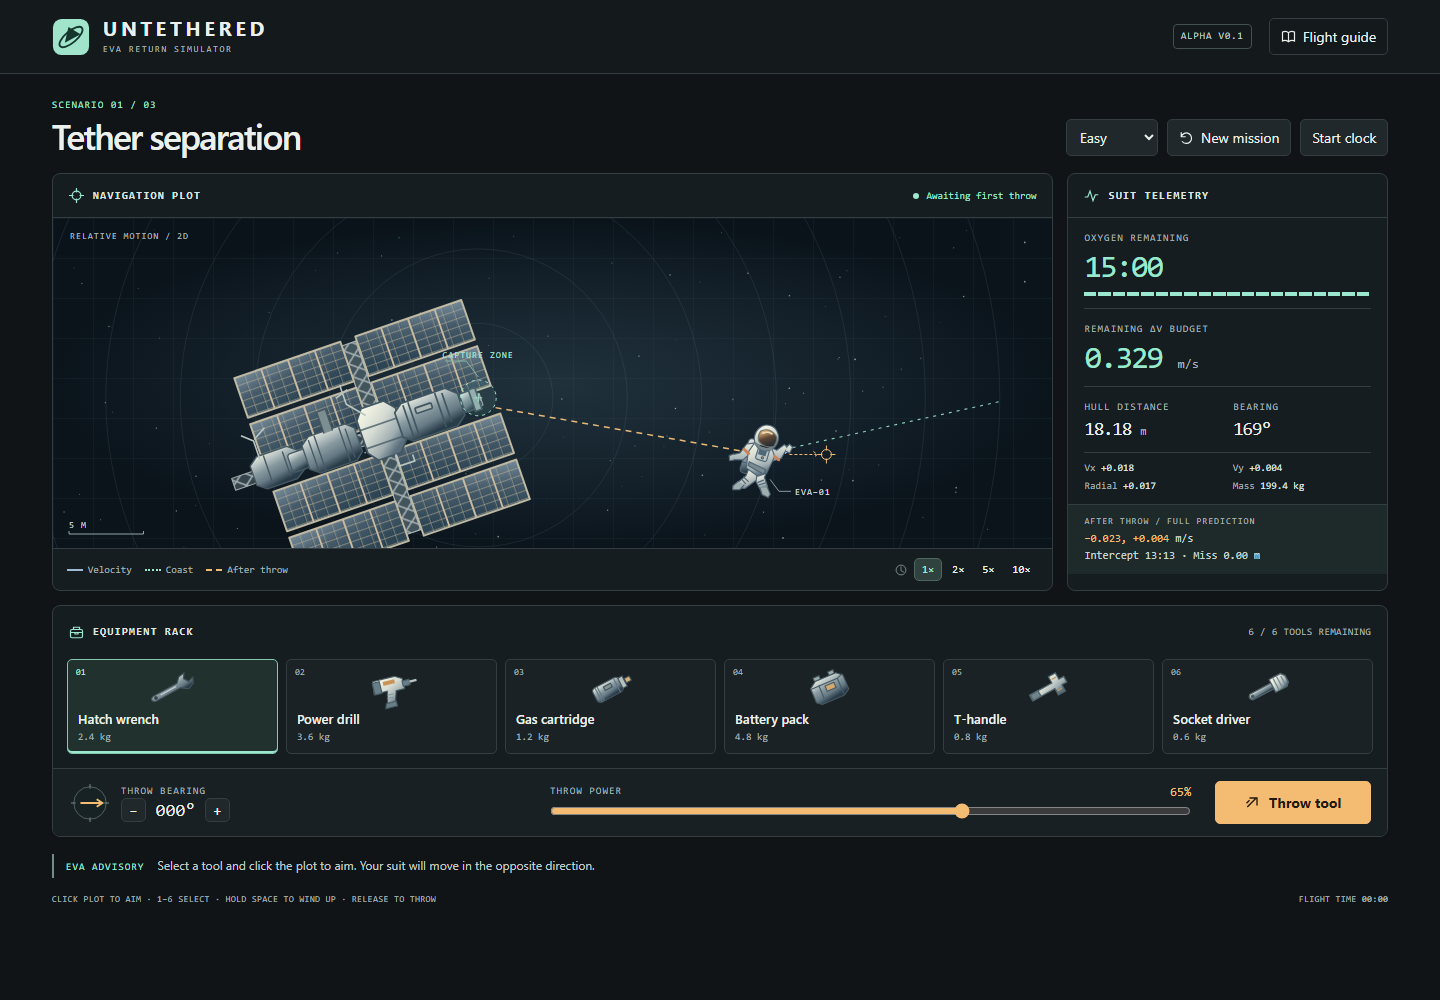 UNTETHERED
EVA RETURN SIMULATOR
ALPHA V0.1
Flight guide
SCENARIO 01 / 03
Tether separation
Easy
New mission
Start clock
NAVIGATION PLOT
Awaiting first throw
RELATIVE MOTION / 2D
CAPTURE ZONE
EVA-01
5 M
Velocity
Coast
After throw
1×
2×
5×
10×
SUIT TELEMETRY
OXYGEN REMAINING
15:00
REMAINING ΔV BUDGET
0.329 m/s
HULL DISTANCE
BEARING
18.18 m
169°
Vx +0.018
Vy +0.004
Radial +0.017
Mass 199.4 kg
AFTER THROW / FULL PREDICTION
-0.023, +0.004 m/s
Intercept 13:13 · Miss 0.00 m
EQUIPMENT RACK
6 / 6 TOOLS REMAINING
01
Hatch wrench
2.4 kg
02
Power drill
3.6 kg
03
Gas cartridge
1.2 kg
04
Battery pack
4.8 kg
05
T-handle
0.8 kg
06
Socket driver
0.6 kg
THROW BEARING
− 000° +
THROW POWER
65%
Throw tool
EVA ADVISORY
Select a tool and click the plot to aim. Your suit will move in the opposite direction.
CLICK PLOT TO AIM · 1-6 SELECT · HOLD SPACE TO WIND UP · RELEASE TO THROW
FLIGHT TIME 00:00